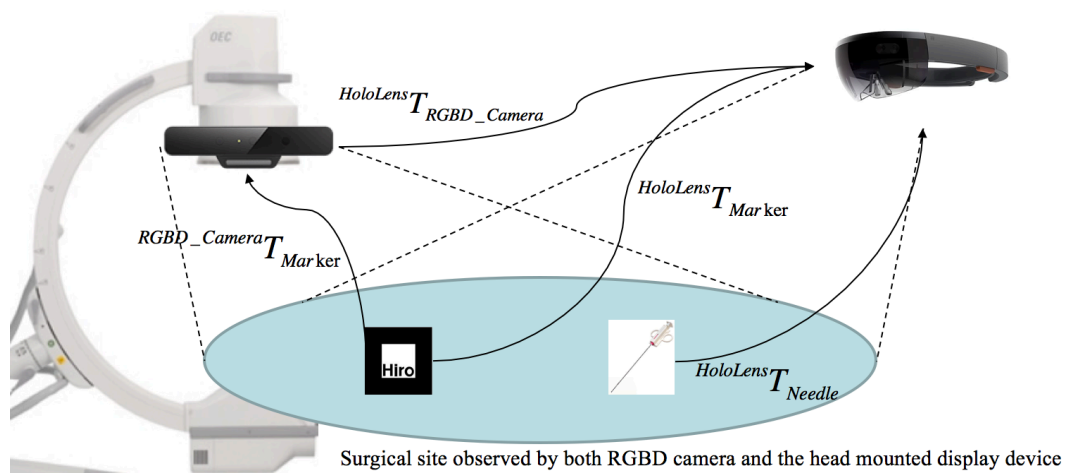 OEC
HoloLens T RGBD_Camera
HoloLens T Marker
RGBD_Camera T Marker
Hiro
HoloLens T Needle
Surgical site observed by both RGBD camera and the head mounted display device